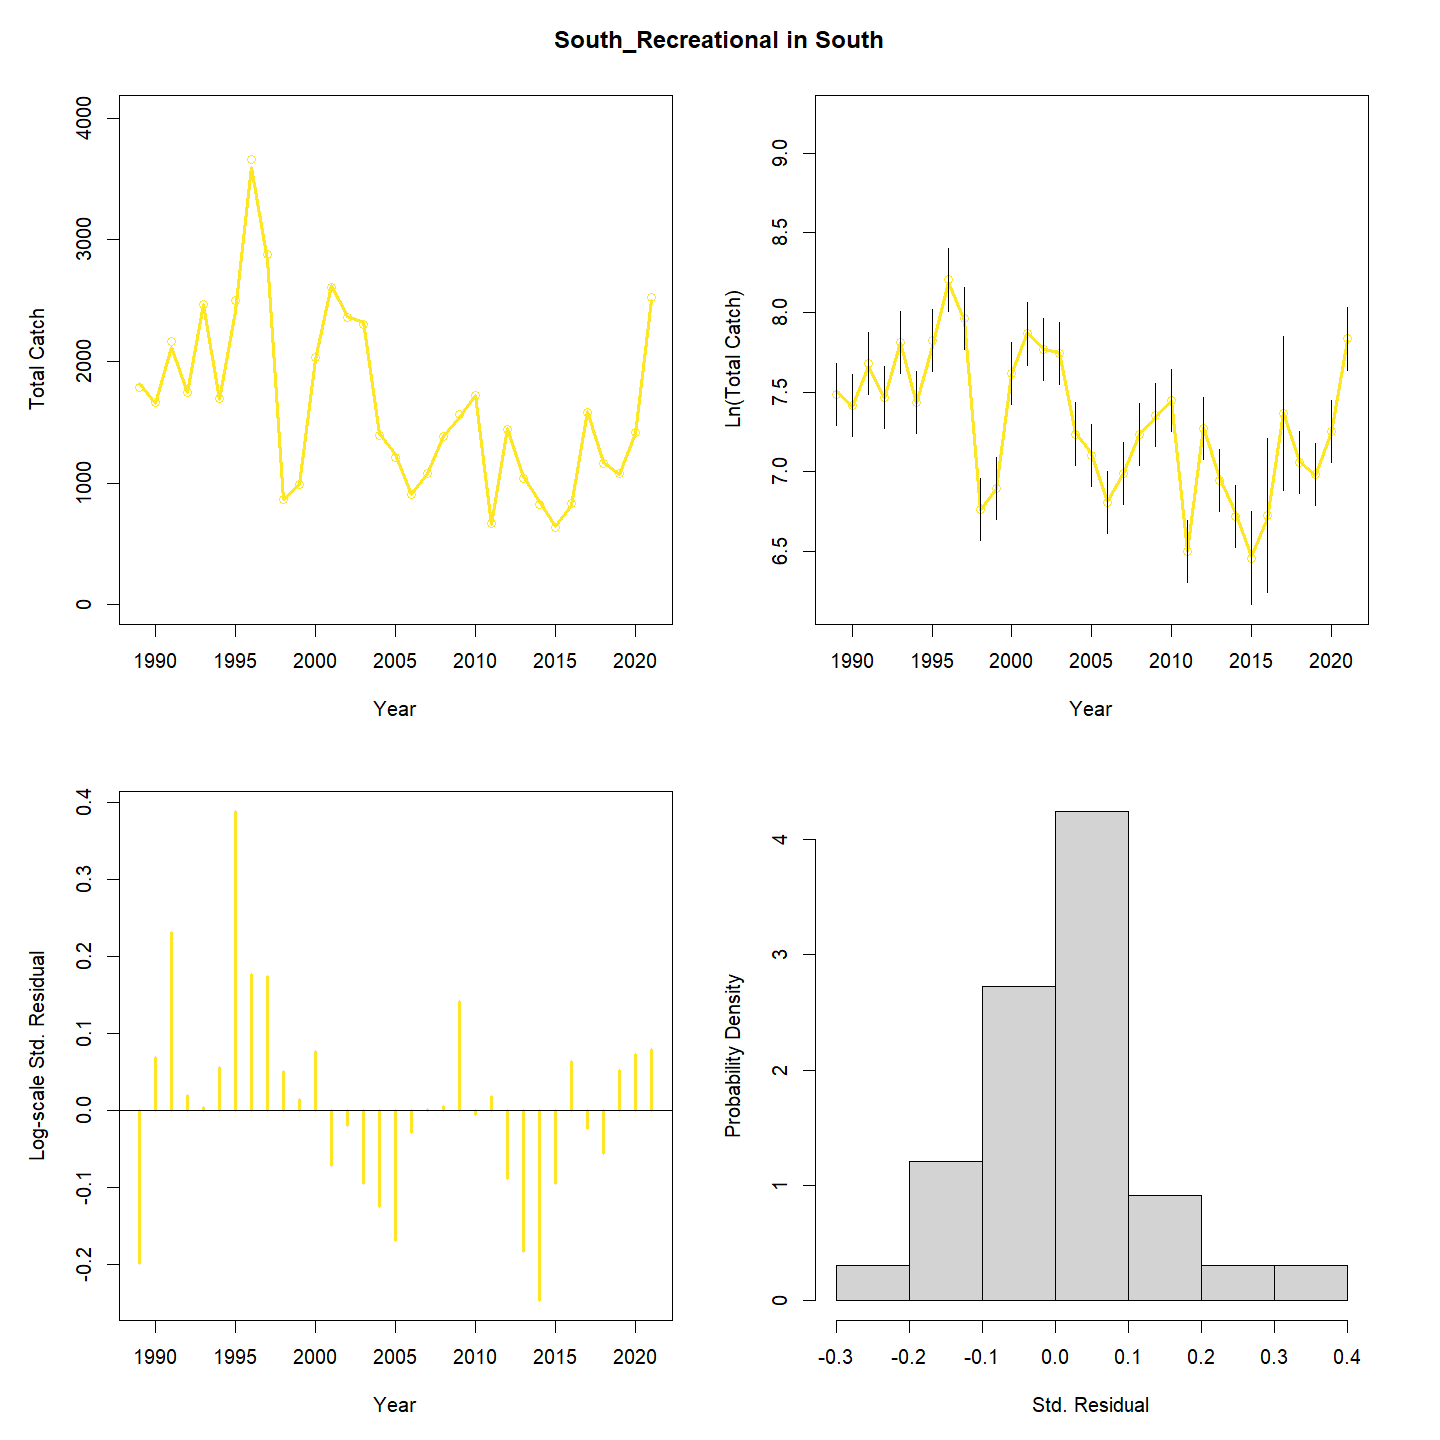 South_Recreational in South
Total Catch
4000
3000
2000
1000
0
1990 1995 2000 2005 2010 2015 2020
Year
Ln(Total Catch)
9.0
8.5
8.0
7.5
7.0
6.5
1990 1995 2000 2005 2010 2015 2020
Year
Log-scale Std. Residual
0.4
0.3
0.2
0.1
0.0
-0.1
-0.2
1990 1995 2000 2005 2010 2015 2020
Year
Probability Density
4
3
2
1
0
-0.3 -0.2 -0.1 0.0 0.1 0.2 0.3 0.4
Std. Residual